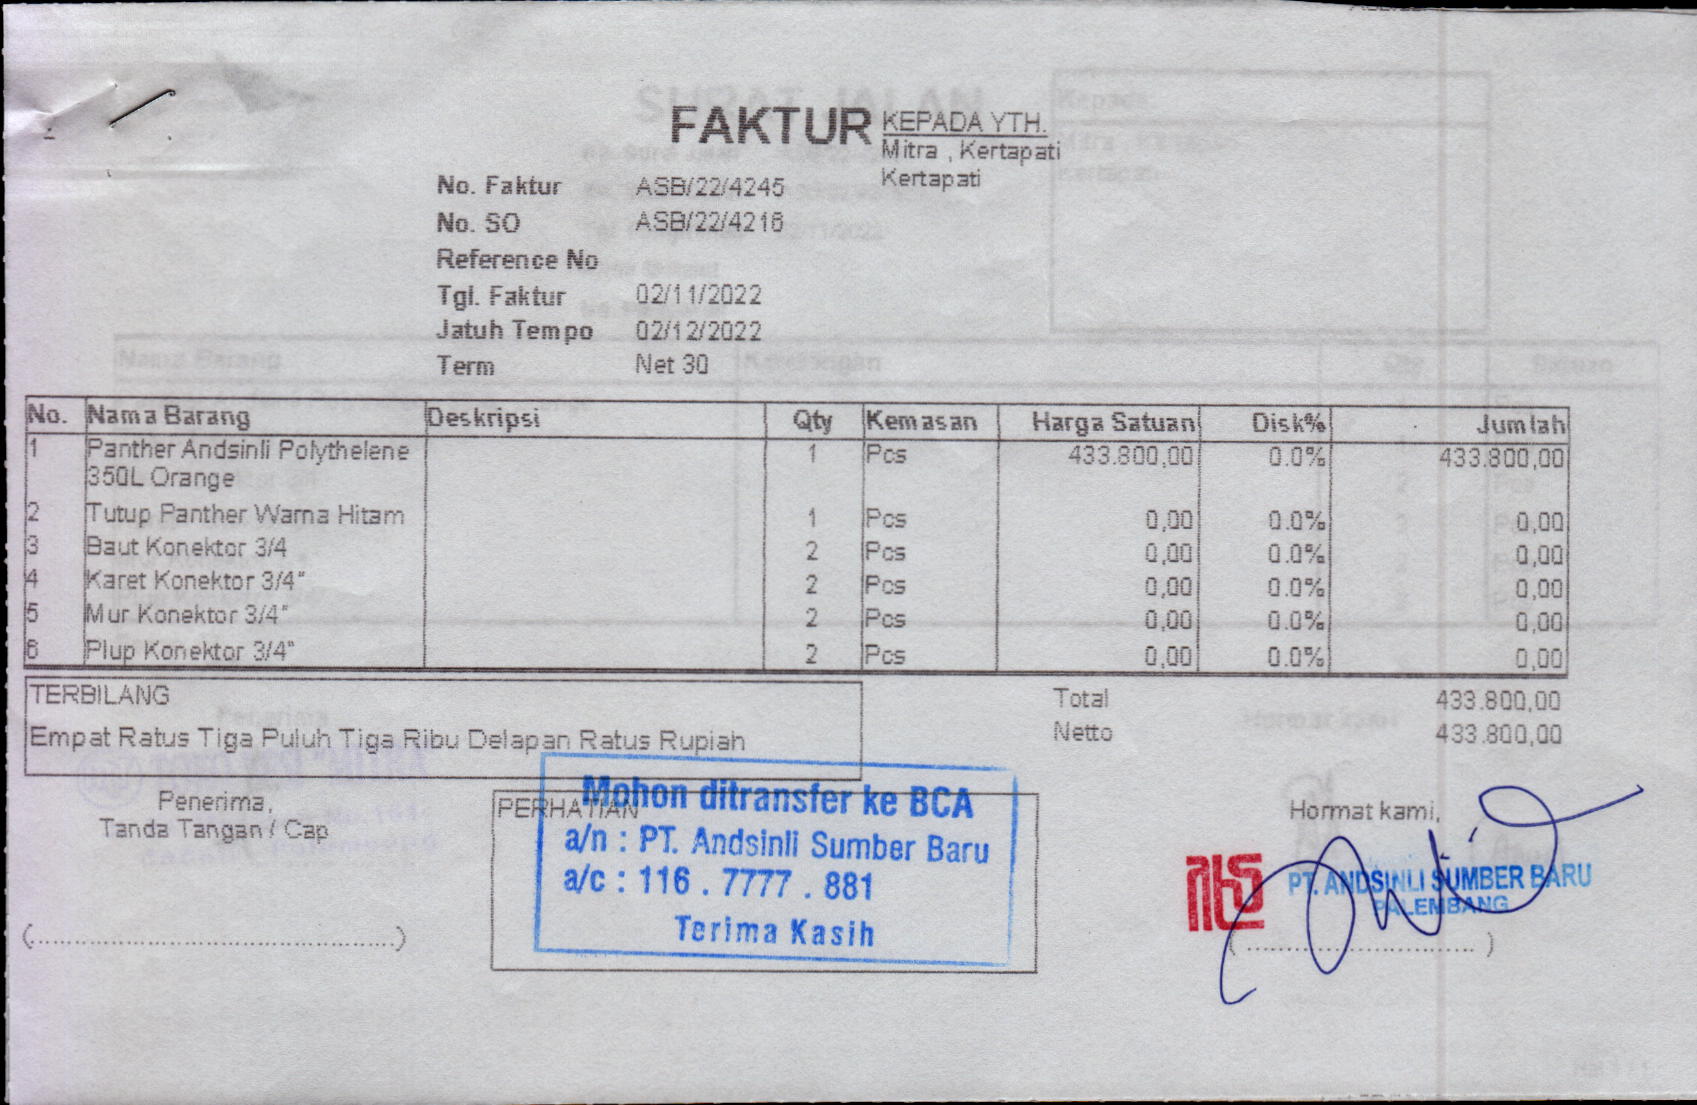 FAKTUR
KEPADA YTH.
Mitra , Kertapati
Kertapati
No. Faktur ASB/22/4245
No. SO ASB/22/4216
Reference No
Tgl. Faktur 02/11/2022
Jatuh Tempo 02/12/2022
Term Net 30
No. Nama Barang Deskripsi Qty Kemasan Harga Satuan Disk% Jumlah
1 Panther Andsinli Polythelene 1 Pcs 433.800,00 0.0% 433.800,00
350L Orange
2 Tutup Panther Warna Hitam 1 Pcs 0,00 0.0% 0,00
3 Baut Konektor 3/4 2 Pcs 0,00 0.0% 0,00
4 Karet Konektor 3/4" 2 Pcs 0,00 0.0% 0,00
5 Mur Konektor 3/4" 2 Pcs 0,00 0.0% 0,00
6 Plup Konektor 3/4" 2 Pcs 0,00 0.0% 0,00
TERBILANG
Empat Ratus Tiga Puluh Tiga Ribu Delapan Ratus Rupiah
Total 433.800,00
Netto 433.800,00
Penerima,
Tanda Tangan / Cap
(..............................................)
PERHATIAN
Mohon ditransfer ke BCA
a/n : PT. Andsinli Sumber Baru
a/c : 116 . 7777 . 881
Terima Kasih
Hormat kami,
PT. ANDSINLI SUMBER BARU
PALEMBANG
( ............................. )